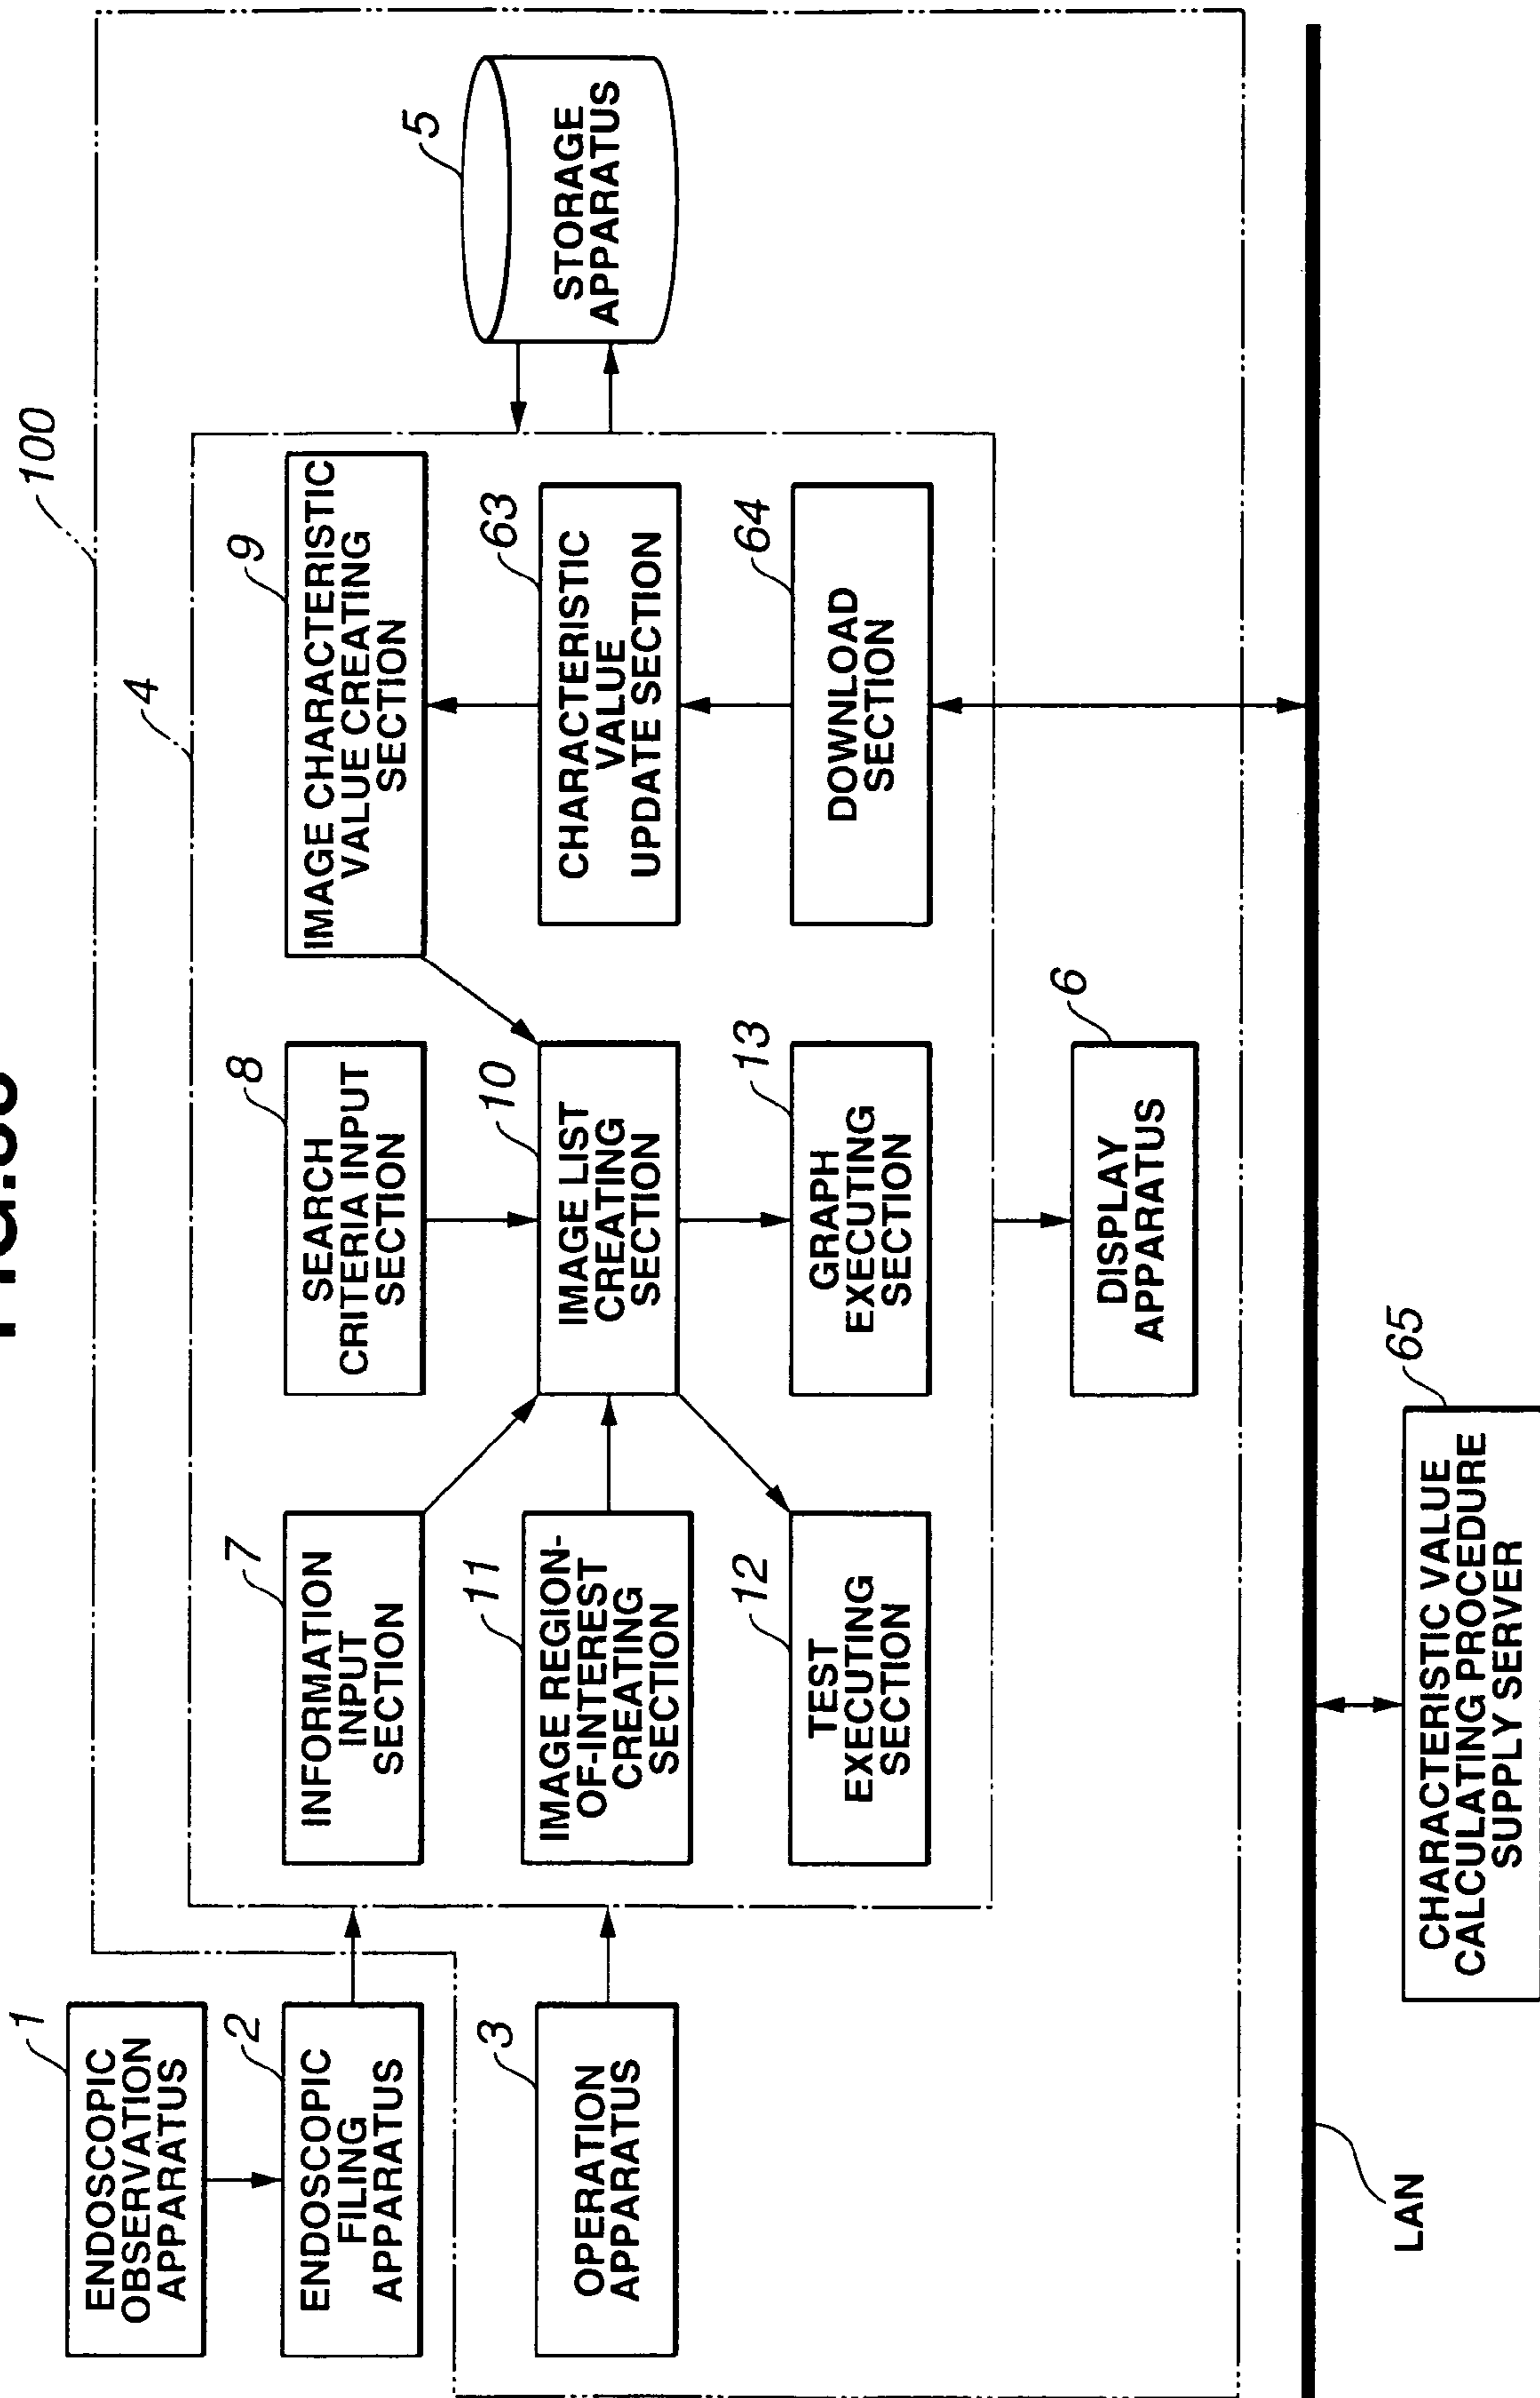 100
1
ENDOSCOPIC
OBSERVATION
APPARATUS
4
2
ENDOSCOPIC
FILING
APPARATUS
7
INFORMATION
INPUT
SECTION
8
SEARCH
CRITERIA INPUT
SECTION
9
IMAGE CHARACTERISTIC
VALUE CREATING
SECTION
5
STORAGE
APPARATUS
3
OPERATION
APPARATUS
11
IMAGE REGION-
OF-INTEREST
CREATING
SECTION
10
IMAGE LIST
CREATING
SECTION
63
CHARACTERISTIC
VALUE
UPDATE SECTION
12
TEST
EXECUTING
SECTION
13
GRAPH
EXECUTING
SECTION
64
DOWNLOAD
SECTION
6
DISPLAY
APPARATUS
LAN
65
CHARACTERISTIC VALUE
CALCULATING PROCEDURE
SUPPLY SERVER